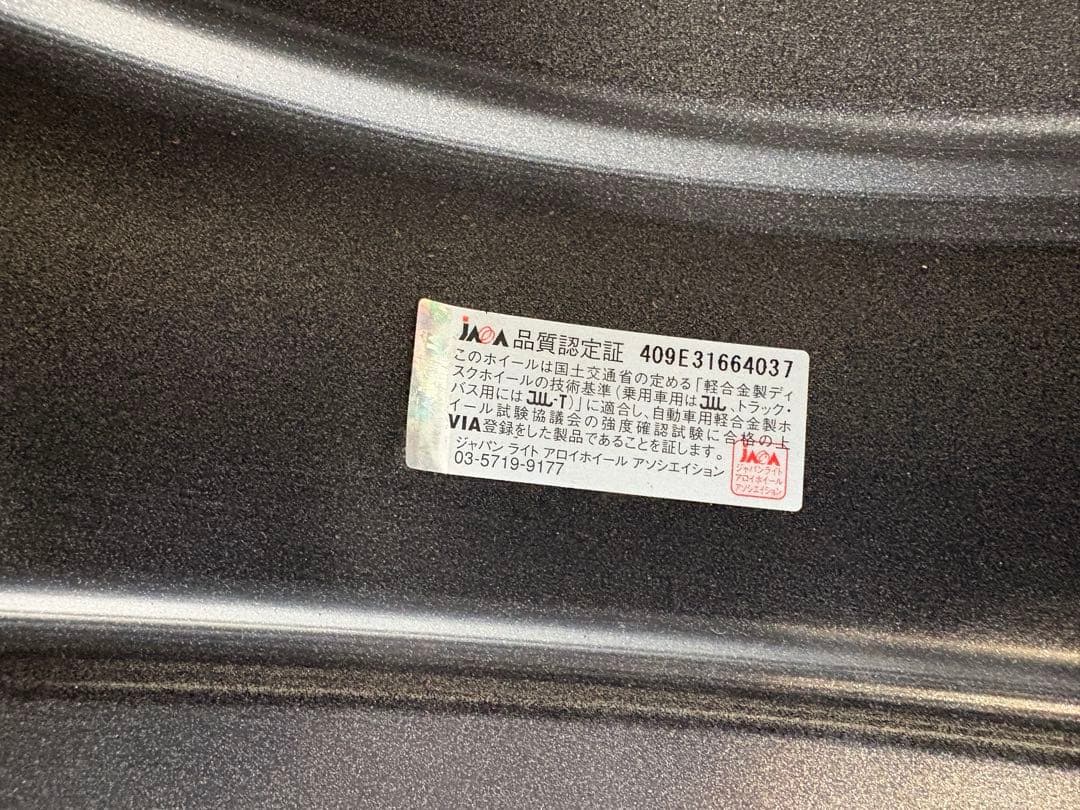 JAWA 品質認定証 409E31664037
このホイールは国土交通省の定める「軽合金製ディ
スクホイールの技術基準(乗用車用はJWL、トラック・
バス用にはJWL-T)」に適合し、自動車用軽合金製ホ
イール試験協議会の強度確認試験に合格の上
VIA登録をした製品であることを証します。
ジャパン ライト アロイホイール アソシエイション
03-5719-9177
JAWA
ジャパンライト
アロイホイール
アソシエイション